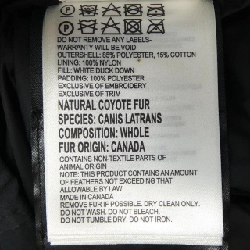 DO NOT REMOVE ANY LABELS-
WARRANTY WILL BE VOID
OUTERSHELL: 85% POLYESTER, 15% COTTON
LINING: 100% NYLON
FILL: WHITE DUCK DOWN
PADDING: 100% POLYESTER
EXCLUSIVE OF EMBROIDERY
EXCLUSIVE OF TRIV
NATURAL COYOTE FUR
SPECIES: CANIS LATRANS
COMPOSITION: WHOLE
FUR ORIGIN: CANADA
CONTAINS NON-TEXTILE PARTS OF
ANIMAL OR GIN
NOTE: THIS PRODUCT CONTAINS AN AMOUNT
OF FEATHERS NOT EXCEEING THAT
ALLOWABLE BY LAW
MADE IN CANADA
REMOVE FUR IF POSSIBLE. DRY CLEAN ONLY.
DO NOT WASH. DO NOT BLEACH.
DO NOT TUMBLE DRY. DO NOT IRON.